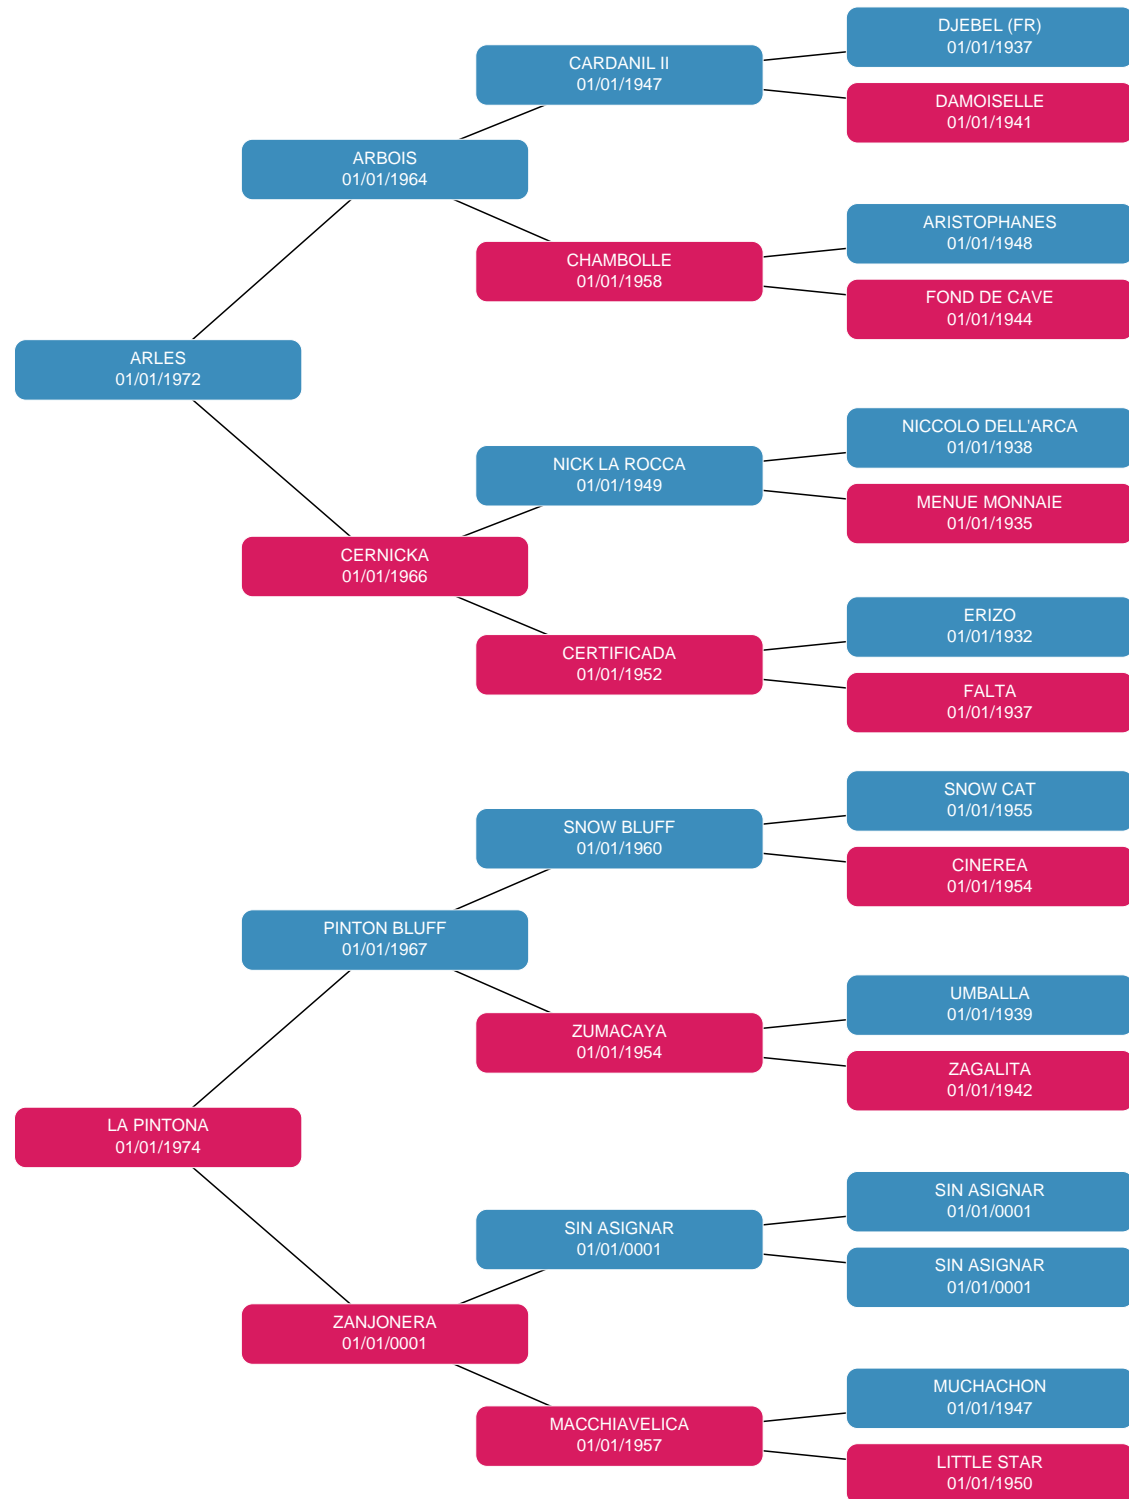 DJEBEL (FR)
01/01/1937
CARDANIL II
01/01/1947
DAMOISELLE
01/01/1941
ARBOIS
01/01/1964
ARISTOPHANES
01/01/1948
CHAMBOLLE
01/01/1958
FOND DE CAVE
01/01/1944
ARLES
01/01/1972
NICCOLO DELL'ARCA
01/01/1938
NICK LA ROCCA
01/01/1949
MENUE MONNAIE
01/01/1935
CERNICKA
01/01/1966
ERIZO
01/01/1932
CERTIFICADA
01/01/1952
FALTA
01/01/1937
SNOW CAT
01/01/1955
SNOW BLUFF
01/01/1960
CINEREA
01/01/1954
PINTON BLUFF
01/01/1967
UMBALLA
01/01/1939
ZUMACAYA
01/01/1954
ZAGALITA
01/01/1942
LA PINTONA
01/01/1974
SIN ASIGNAR
01/01/0001
SIN ASIGNAR
01/01/0001
SIN ASIGNAR
01/01/0001
ZANJONERA
01/01/0001
MUCHACHON
01/01/1947
MACCHIAVELICA
01/01/1957
LITTLE STAR
01/01/1950